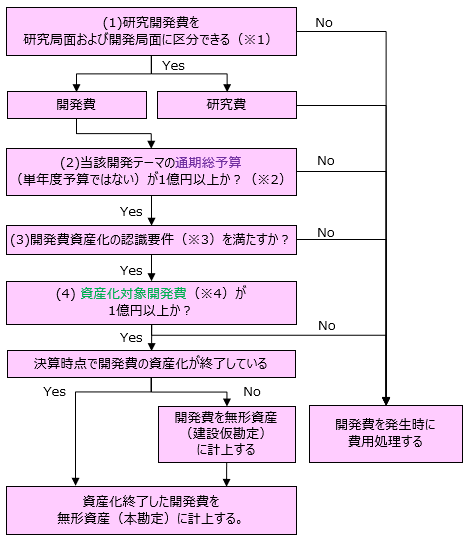 (1)研究開発費を
研究局面および開発局面に区分できる（※1）
No
Yes
開発費
研究費
(2)当該開発テーマの通期総予算
（単年度予算ではない）が1億円以上か？（※2）
No
Yes
(3)開発費資産化の認識要件（※3）を満たすか？
No
Yes
(4) 資産化対象開発費（※4）が
1億円以上か？
No
Yes
決算時点で開発費の資産化が終了している
Yes
No
開発費を無形資産
（建設仮勘定）
に計上する
開発費を発生時に
費用処理する
資産化終了した開発費を
無形資産（本勘定）に計上する。